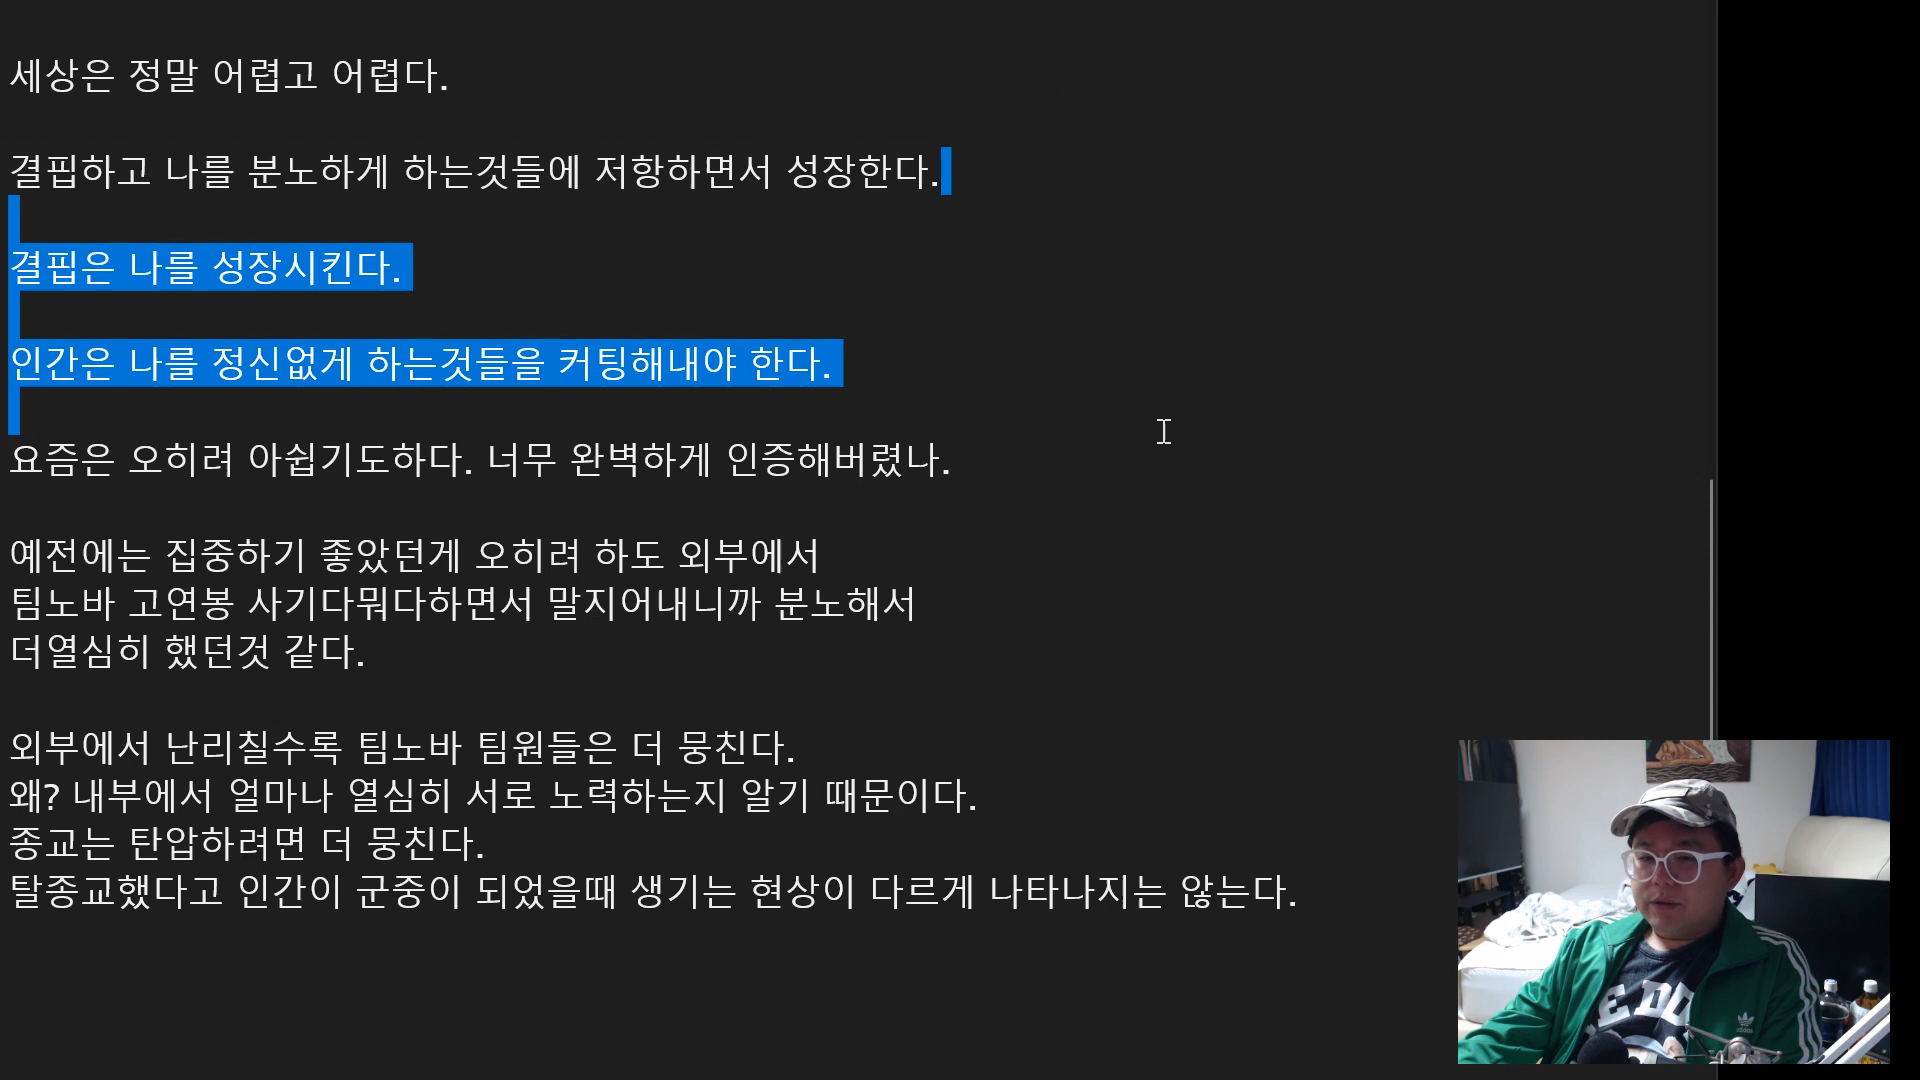 세상은 정말 어렵고 어렵다.
결핍하고 나를 분노하게 하는것들에 저항하면서 성장한다.
결핍은 나를 성장시킨다.
인간은 나를 정신없게 하는것들을 커팅해내야 한다.
요즘은 오히려 아쉽기도하다. 너무 완벽하게 인증해버렸나.
예전에는 집중하기 좋았던게 오히려 하도 외부에서
팀노바 고연봉 사기다뭐다하면서 말지어내니까 분노해서
더열심히 했던것 같다.
외부에서 난리칠수록 팀노바 팀원들은 더 뭉친다.
왜? 내부에서 얼마나 열심히 서로 노력하는지 알기 때문이다.
종교는 탄압하려면 더 뭉친다.
탈종교했다고 인간이 군중이 되었을때 생기는 현상이 다르게 나타나지는 않는다.
adidas